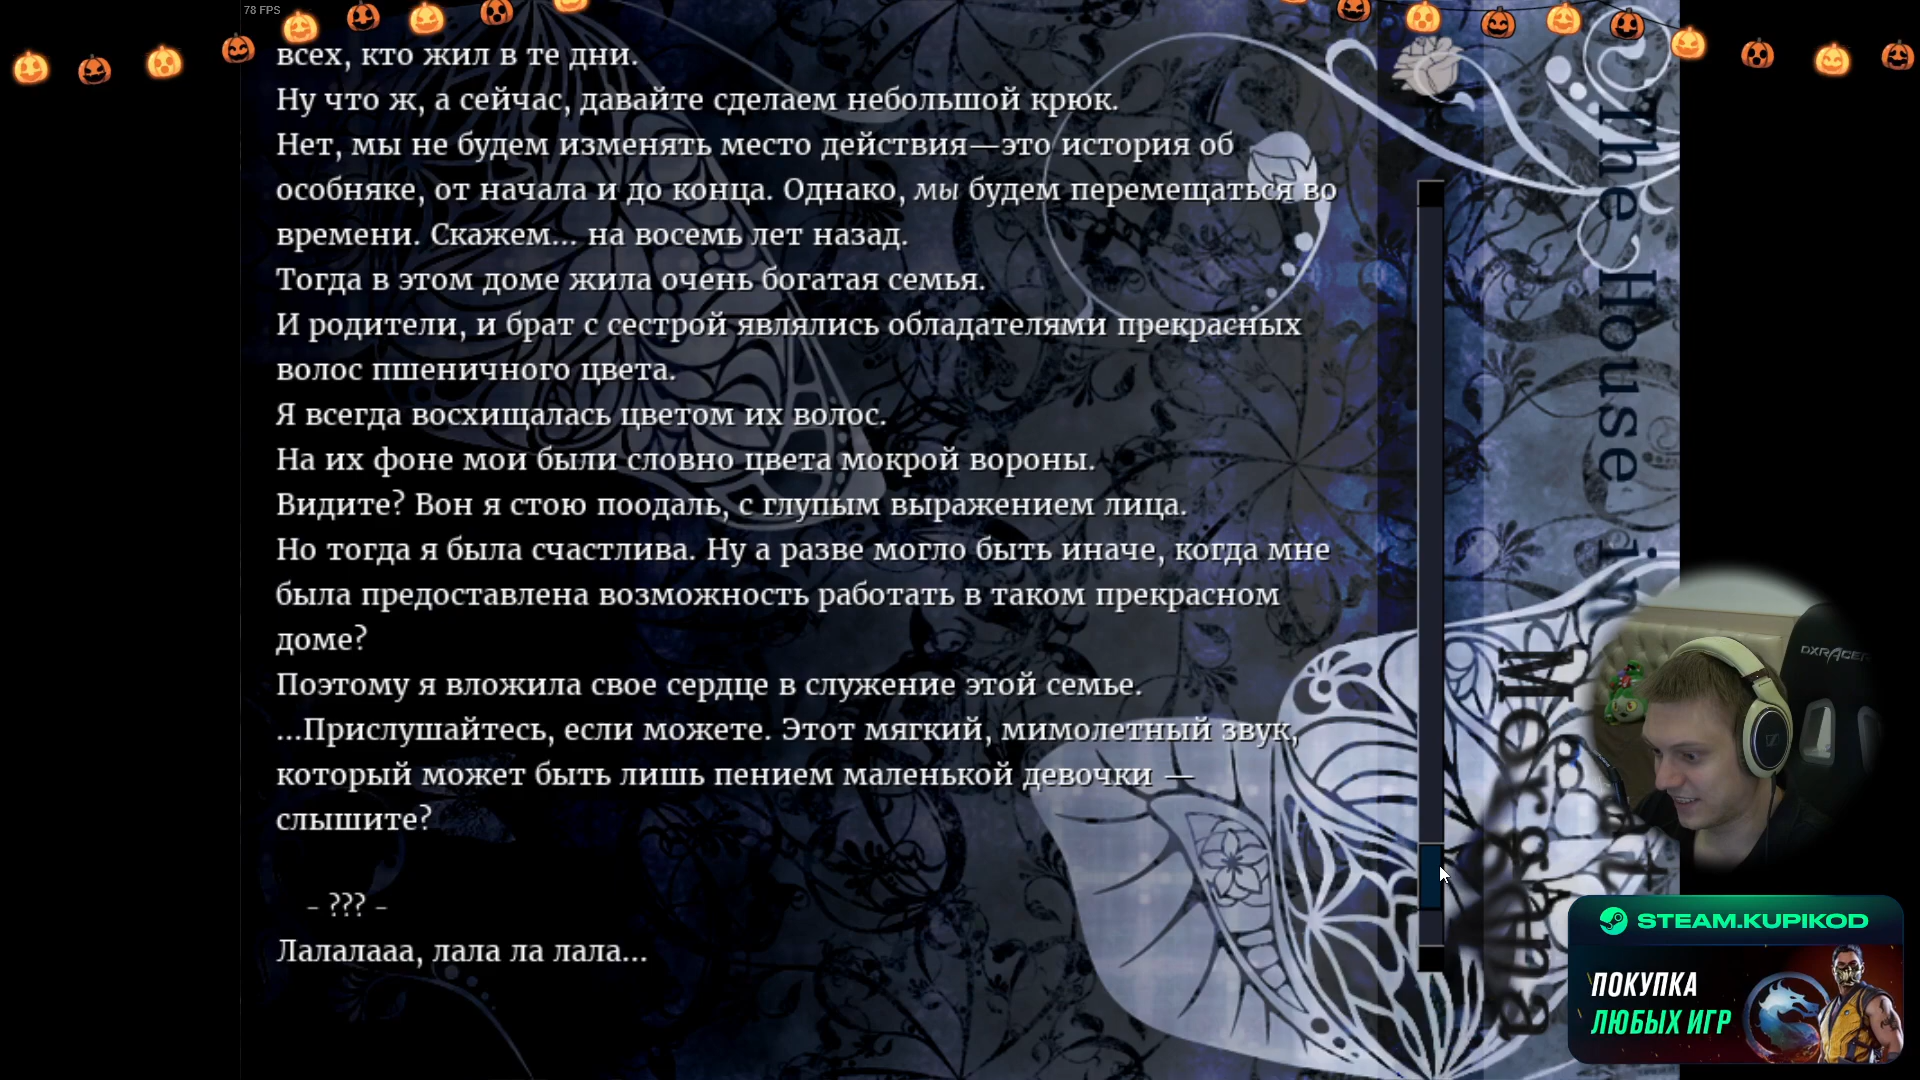 78 FPS
всех, кто жил в те дни.
Ну что ж, а сейчас, давайте сделаем небольшой крюк.
Нет, мы не будем изменять место действия—это история об
особняке, от начала и до конца. Однако, мы будем перемещаться во
времени. Скажем... на восемь лет назад.
Тогда в этом доме жила очень богатая семья.
И родители, и брат с сестрой являлись обладателями прекрасных
волос пшеничного цвета.
Я всегда восхищалась цветом их волос.
На их фоне мои были словно цвета мокрой вороны.
Видите? Вон я стою поодаль, с глупым выражением лица.
Но тогда я была счастлива. Ну а разве могло быть иначе, когда мне
была предоставлена возможность работать в таком прекрасном
доме?
Поэтому я вложила свое сердце в служение этой семье.
...Прислушайтесь, если можете. Этот мягкий, мимолетный звук,
который может быть лишь пением маленькой девочки —
слышите?
- ??? -
Лалалааа, лала ла лала...
The House in
Morgana
DXRACER
STEAM.KUPIKOD
ПОКУПКА
ЛЮБЫХ ИГР